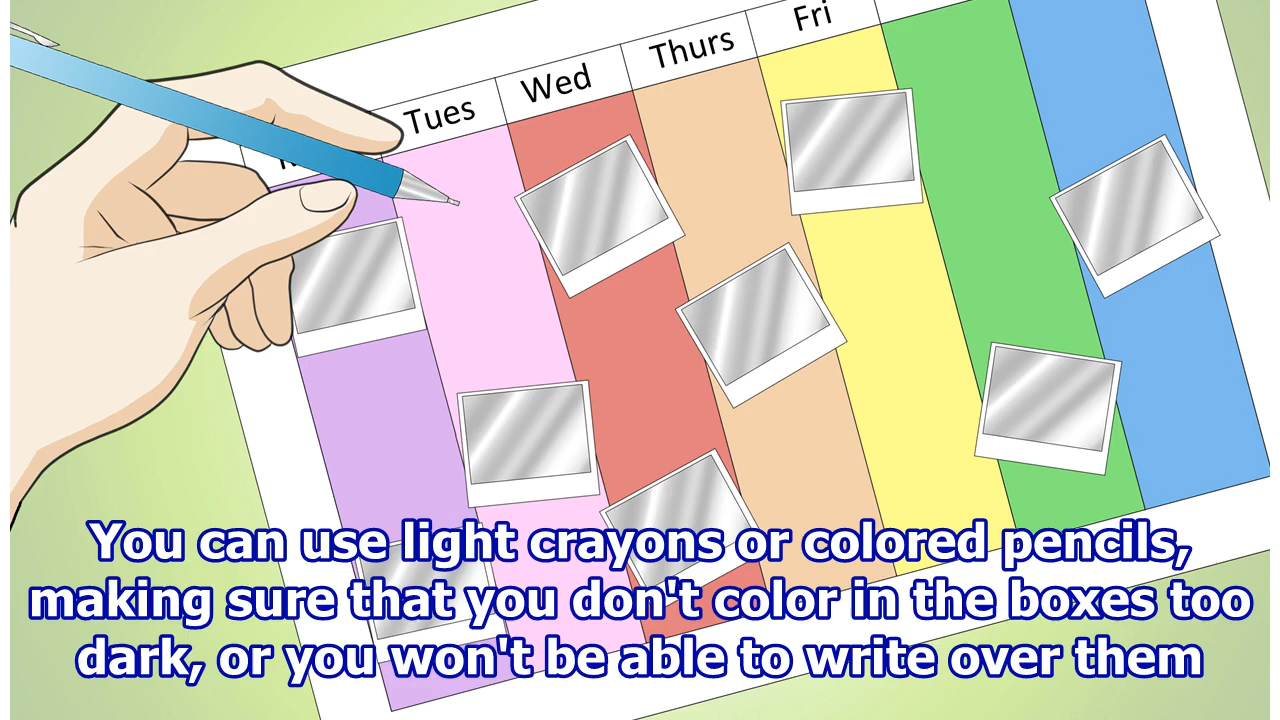 Tues
Wed
Thurs
Fri
You can use light crayons or colored pencils,
making sure that you don't color in the boxes too
dark, or you won't be able to write over them